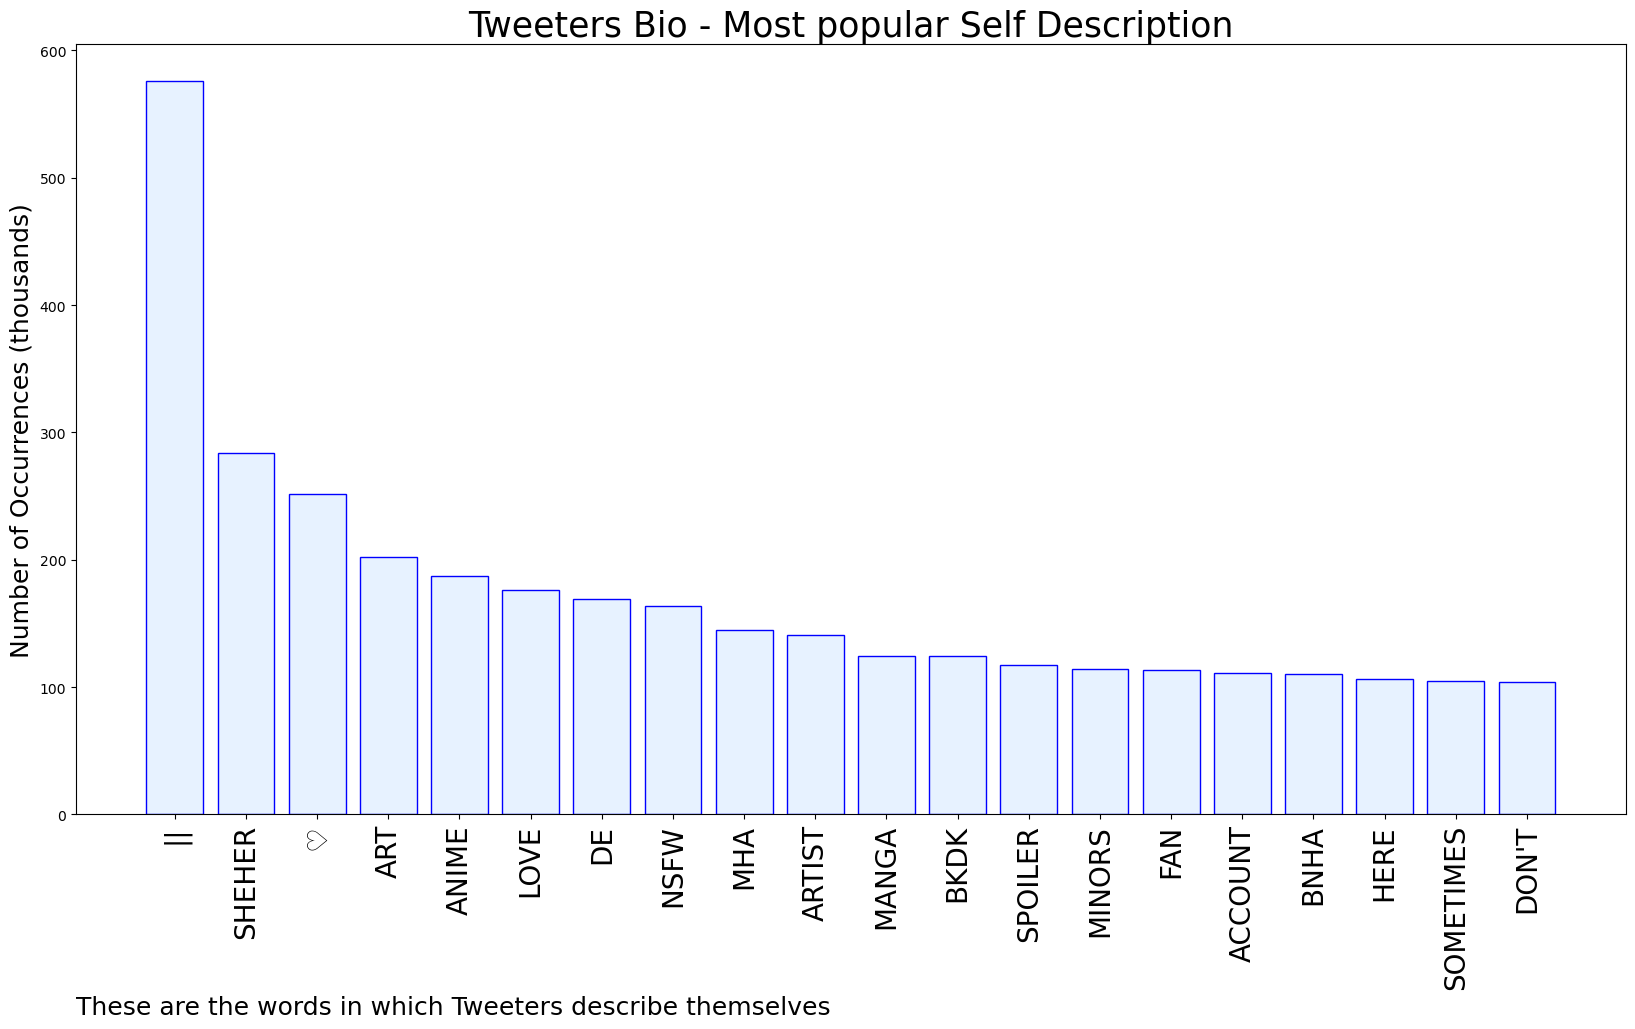 Tweeters Bio - Most popular Self Description
Number of Occurrences (thousands)
600
500
400
300
200
100
0
||
SHEHER
♡
ART
ANIME
LOVE
DE
NSFW
MHA
ARTIST
MANGA
BKDK
SPOILER
MINORS
FAN
ACCOUNT
BNHA
HERE
SOMETIMES
DON'T
These are the words in which Tweeters describe themselves